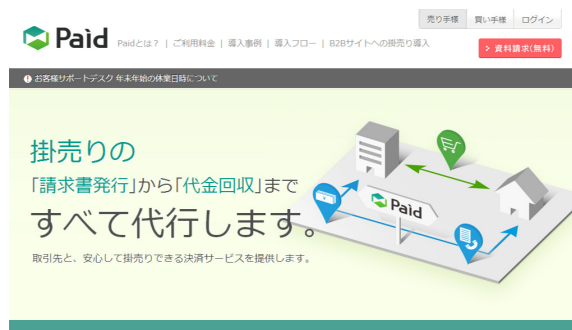 売り手様 買い手様 ログイン
Paid Paidとは？ | ご利用料金 | 導入事例 | 導入フロー | B2Bサイトへの掛売り導入
> 資料請求(無料)
お客様サポートデスク 年末年始の休業日時について
掛売りの
「請求書発行」から「代金回収」まで
すべて代行します。
取引先と、安心して掛売りできる決済サービスを提供します。
Paid